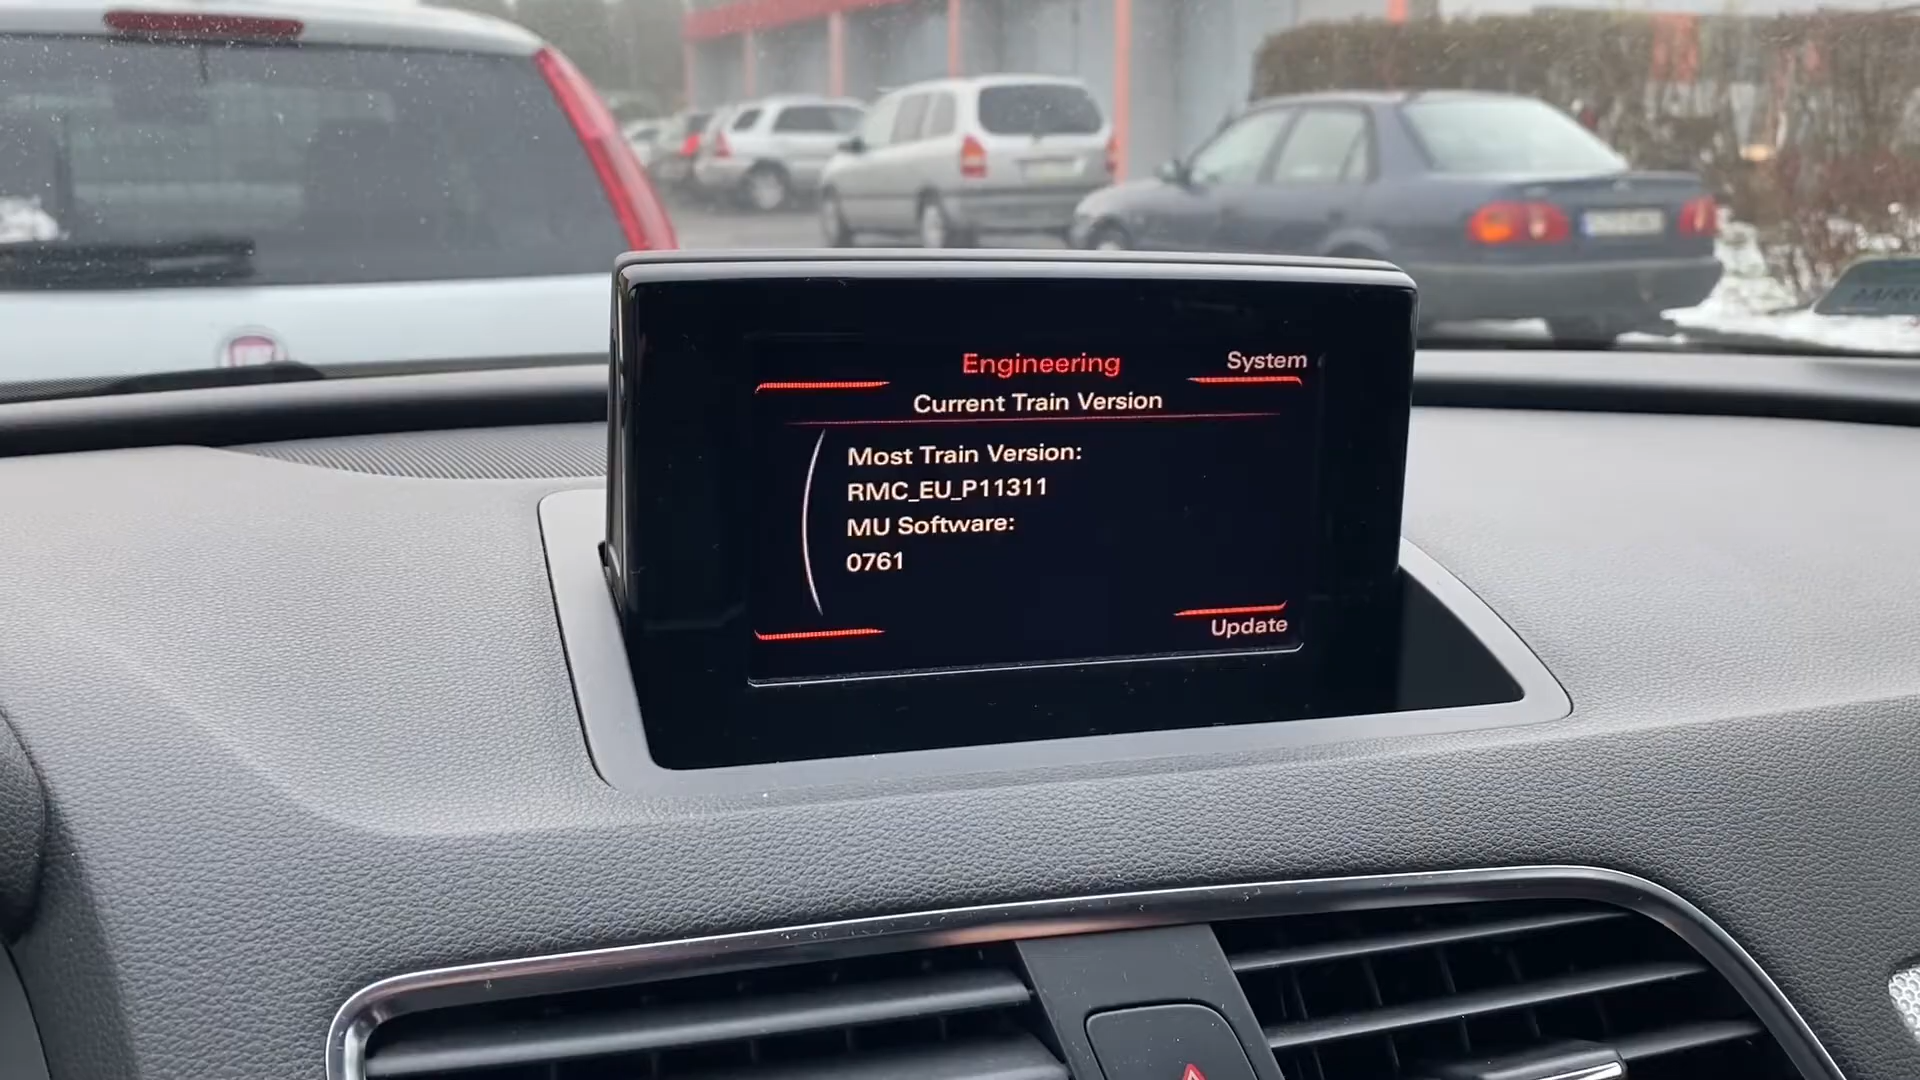 Engineering
System
Current Train Version
Most Train Version:
RMC_EU_P11311
MU Software:
0761
Update